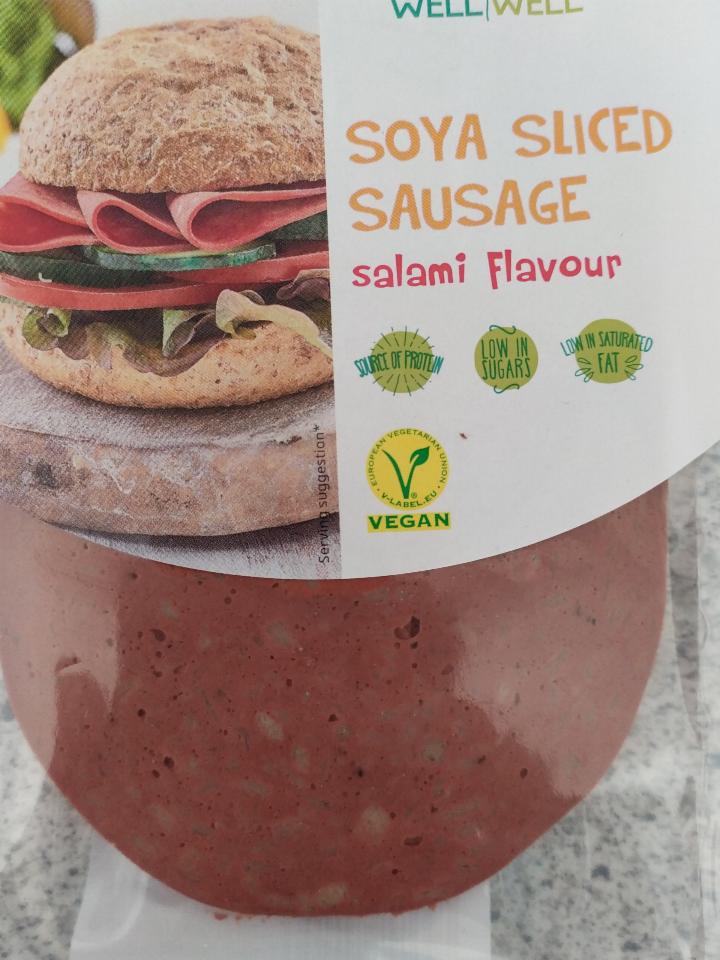 WELL WELL
SOYA SLICED
SAUSAGE
salami Flavour
SOURCE OF PROTEIN
LOW IN
SUGARS
LOW IN SATURATED
FAT
EUROPEAN VEGETARIAN UNION
V-LABEL.EU
®
VEGAN
Serving suggestion*